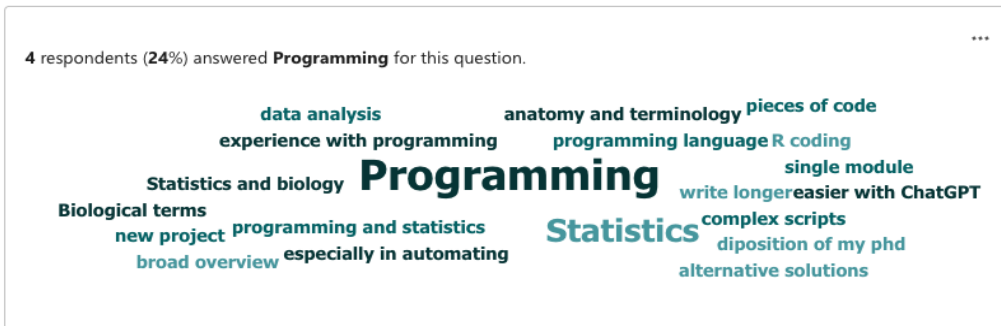 ...
4 respondents (24%) answered Programming for this question.
data analysis
anatomy and terminology
pieces of code
experience with programming
programming language
R coding
single module
Programming
Statistics and biology
write longer
easier with ChatGPT
Biological terms
complex scripts
programming and statistics
Statistics
new project
diposition of my phd
especially in automating
broad overview
alternative solutions